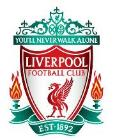 YOU'LL NEVER WALK ALONE
LIVERPOOL
FOOTBALL CLUB
EST·1892